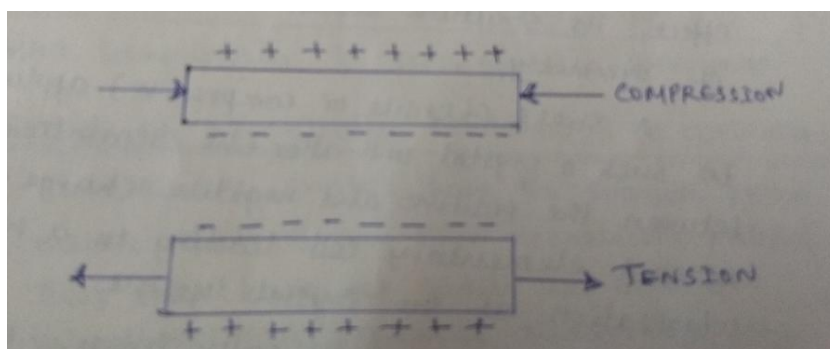 + + + + + + + +
COMPRESSION
- - - - - - - -
- - - - - - - -
TENSION
+ + + + + + + +